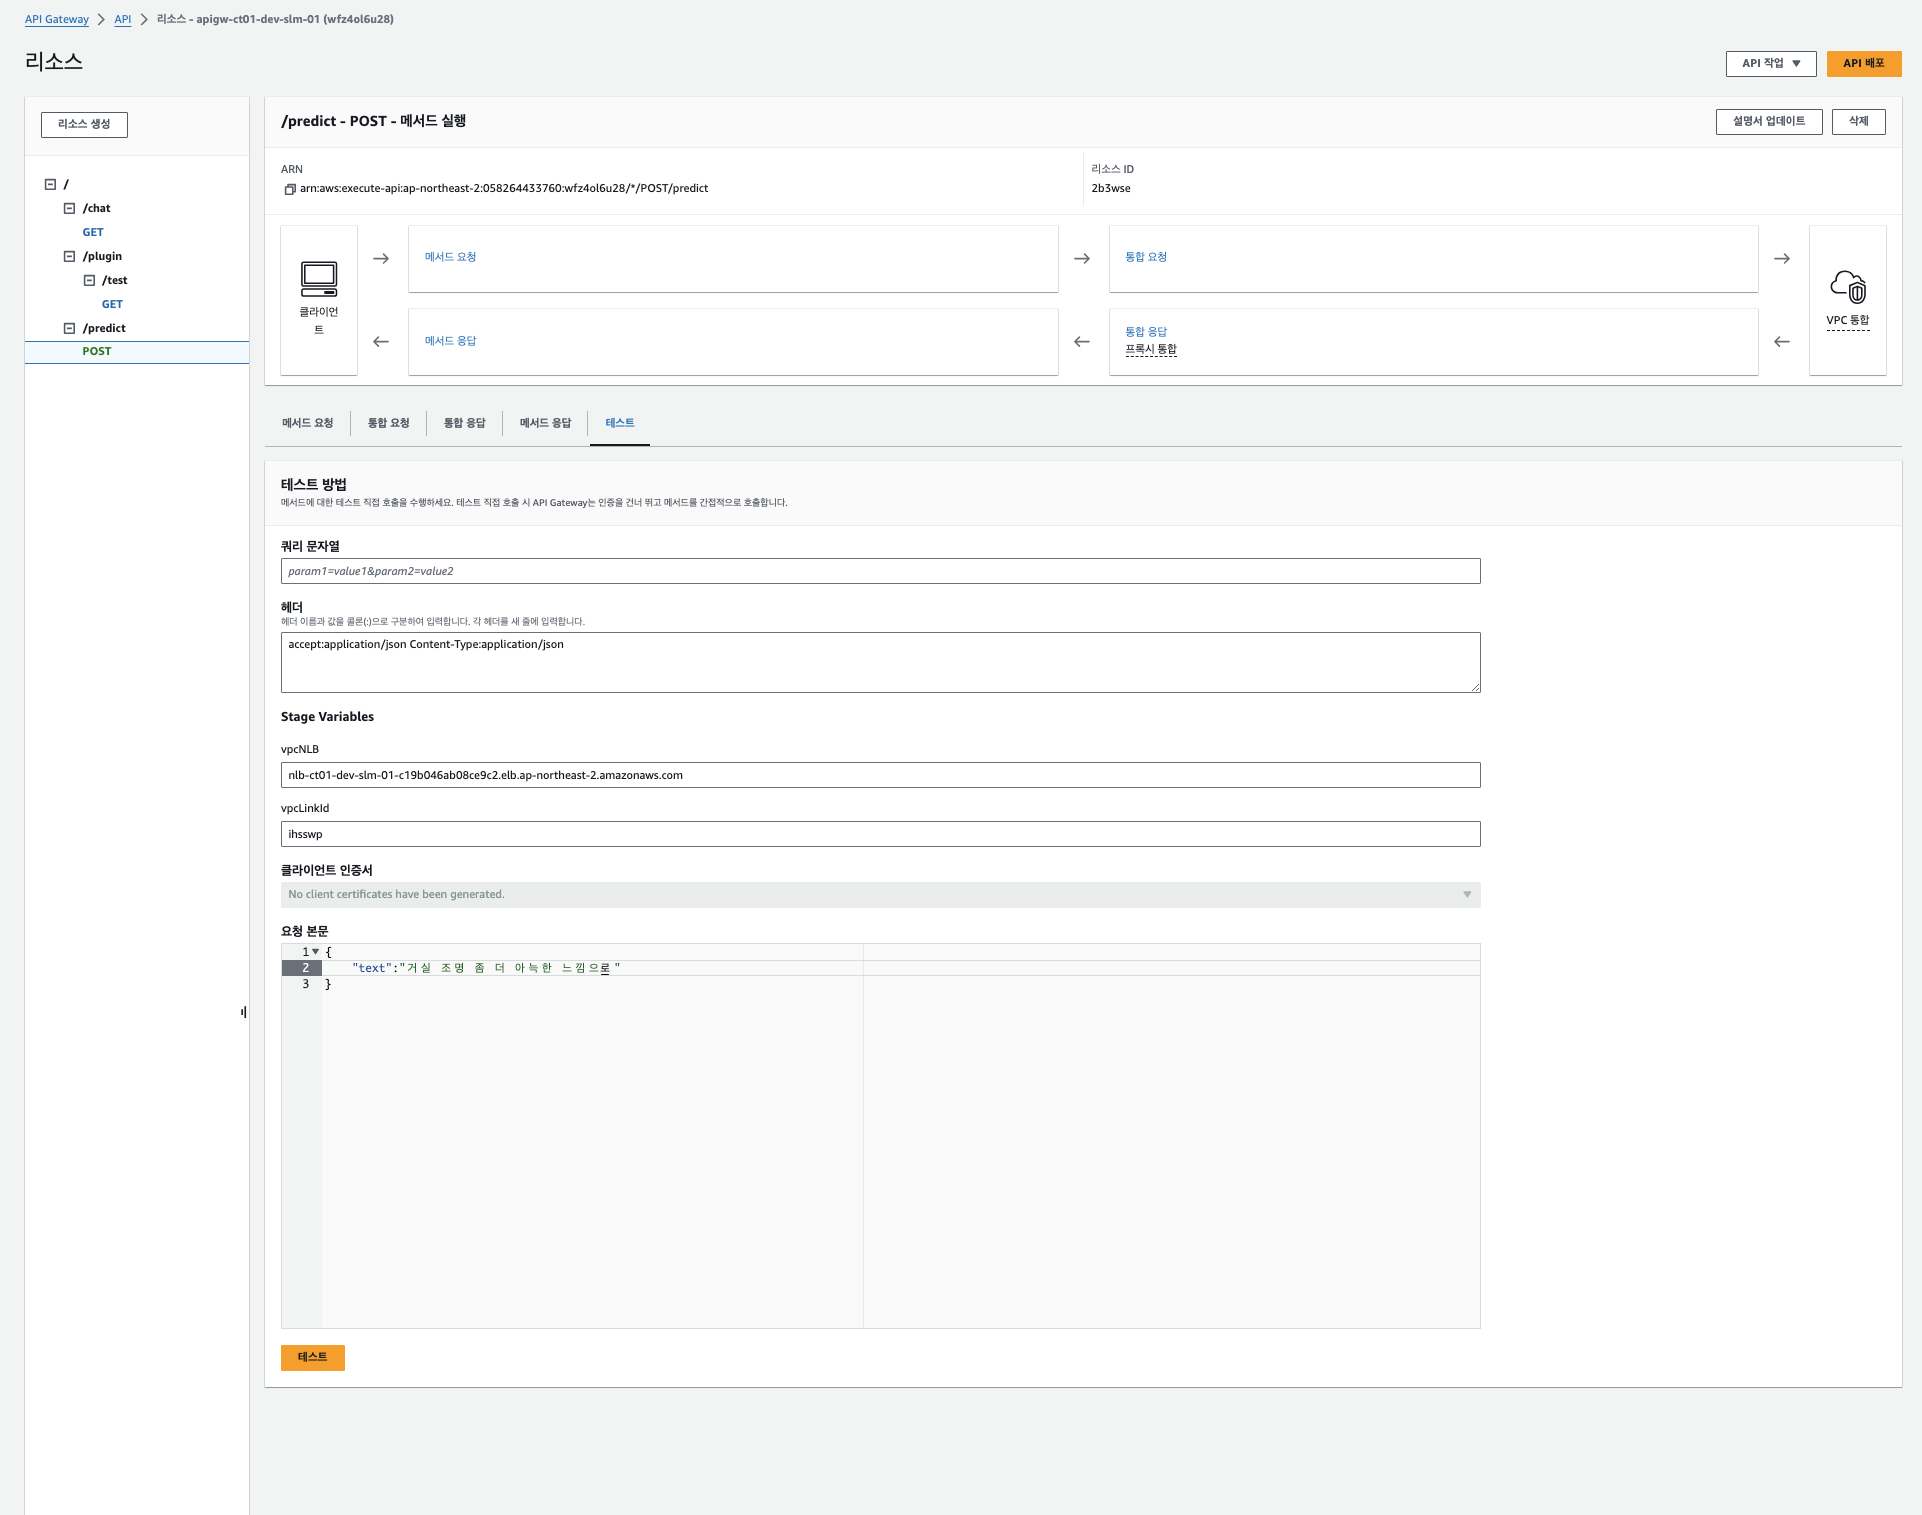 API Gateway > API > 리소스 - apigw-ct01-dev-slm-01 (wfz4ol6u28)
리소스
API 작업 ▼
API 배포
리소스 생성
/
/chat
GET
/plugin
/test
GET
/predict
POST
/predict - POST - 메서드 실행
설명서 업데이트
삭제
ARN
arn:aws:execute-api:ap-northeast-2:058264433760:wfz4ol6u28/*/POST/predict
리소스 ID
2b3wse
클라이언
트
메서드 요청
통합 요청
메서드 응답
통합 응답
프록시 통합
VPC 통합
메서드 요청
통합 요청
통합 응답
메서드 응답
테스트
테스트 방법
메서드에 대한 테스트 직접 호출을 수행하세요. 테스트 직접 호출 시 API Gateway는 인증을 건너 뛰고 메서드를 간접적으로 호출합니다.
쿼리 문자열
param1=value1&param2=value2
헤더
헤더 이름과 값을 콜론(:)으로 구분하여 입력합니다. 각 헤더를 새 줄에 입력합니다.
accept:application/json Content-Type:application/json
Stage Variables
vpcNLB
nlb-ct01-dev-slm-01-c19b046ab08ce9c2.elb.ap-northeast-2.amazonaws.com
vpcLinkId
ihsswp
클라이언트 인증서
No client certificates have been generated.
요청 본문
1 {
2 "text":"거실 조명 좀 더 아늑한 느낌으로"
3 }
테스트